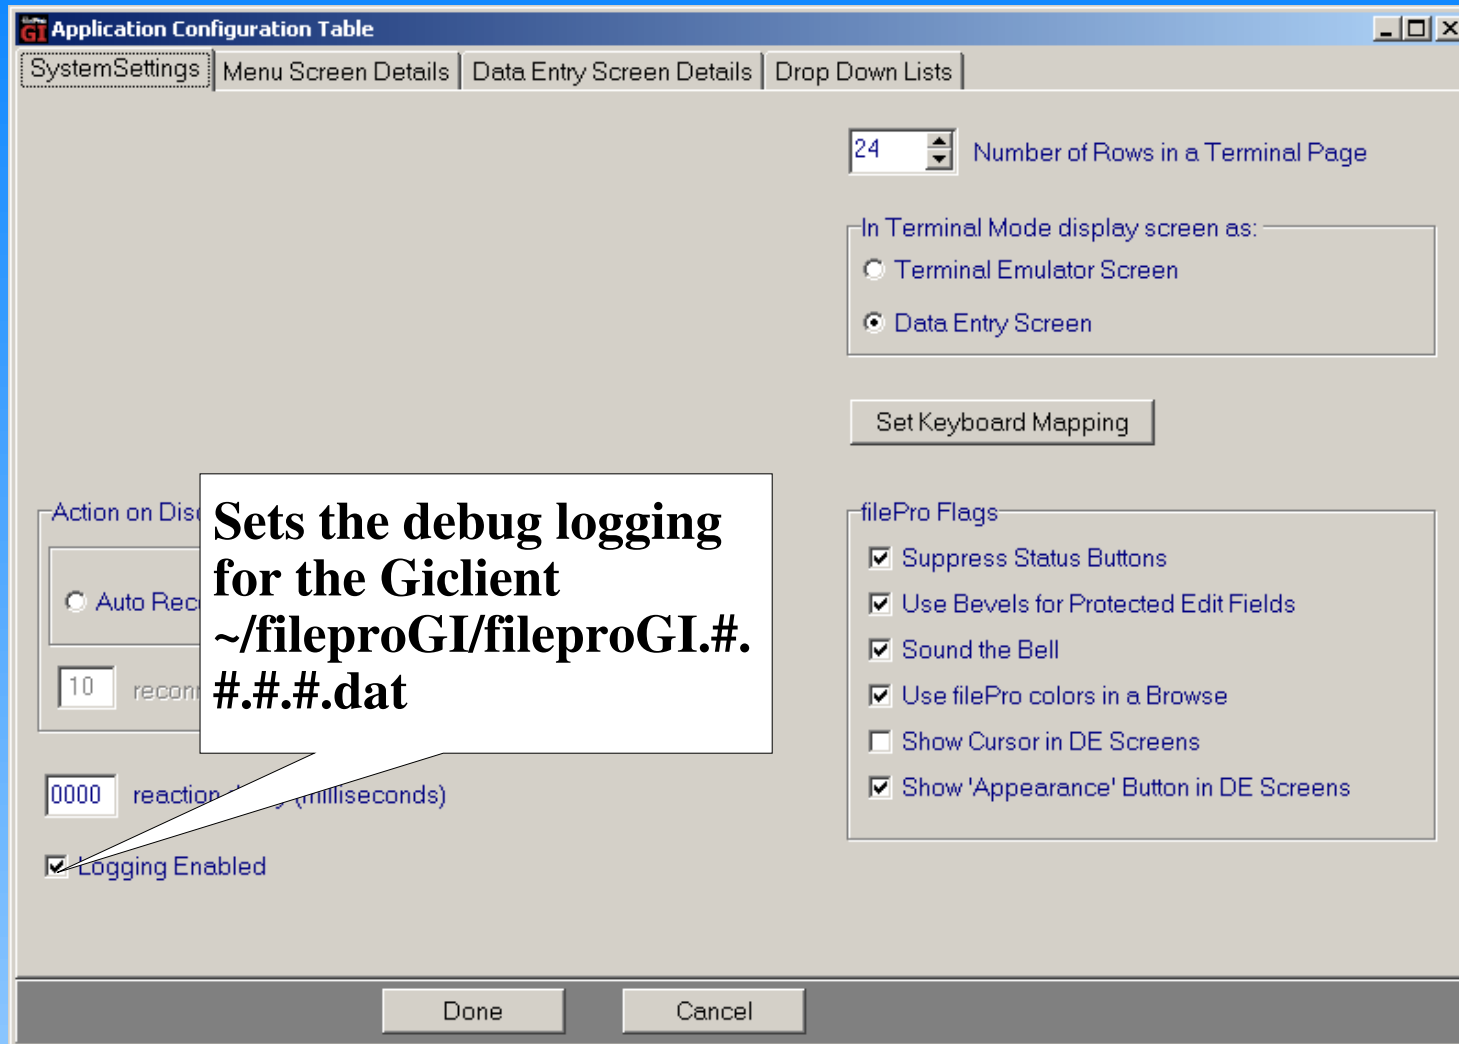 GI Application Configuration Table
SystemSettings Menu Screen Details Data Entry Screen Details Drop Down Lists
24 Number of Rows in a Terminal Page
In Terminal Mode display screen as:
Terminal Emulator Screen
Data Entry Screen
Set Keyboard Mapping
Action on
Auto
10
Sets the debug logging
for the Giclient
~/fileproGI/fileproGI.#.
#.#.#.dat
0000 reaction (milliseconds)
Logging Enabled
filePro Flags
Suppress Status Buttons
Use Bevels for Protected Edit Fields
Sound the Bell
Use filePro colors in a Browse
Show Cursor in DE Screens
Show 'Appearance' Button in DE Screens
Done Cancel